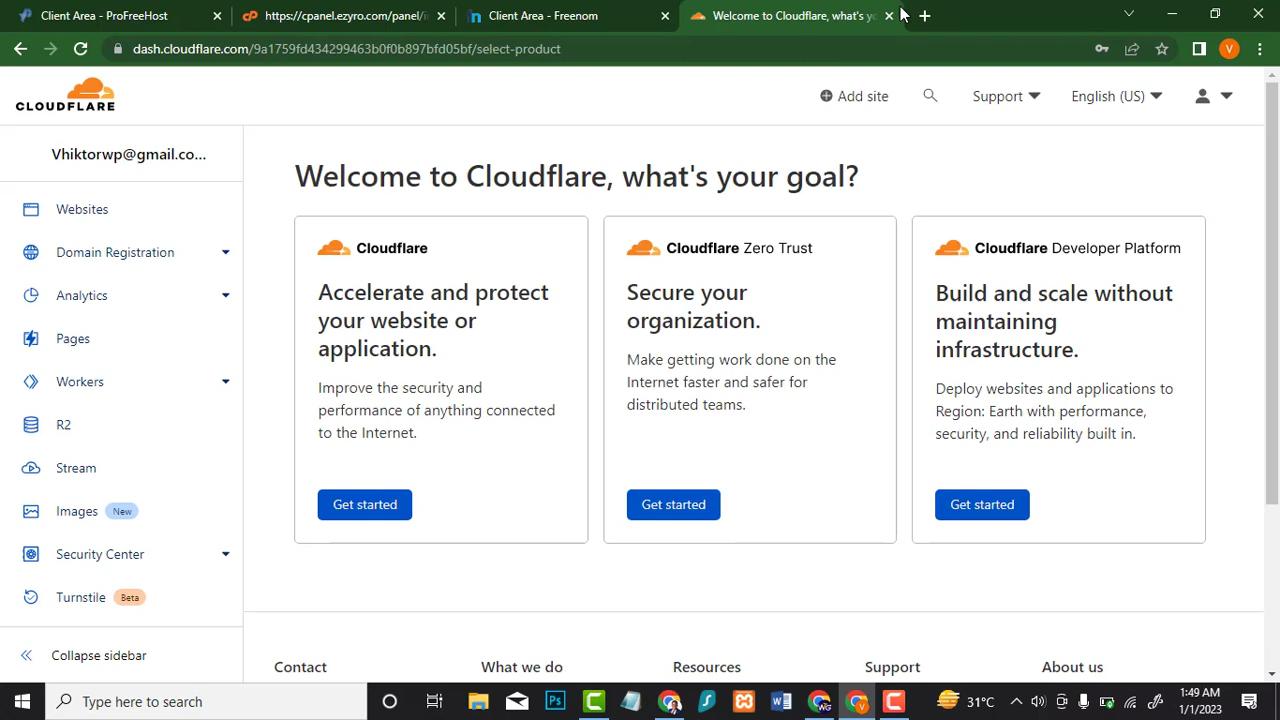 Client Area - ProFreeHost
https://cpanel.ezyro.com/panel/in
Client Area - Freenom
Welcome to Cloudflare, what's yo
dash.cloudflare.com/9a1759fd434299463b0f0b897bfd05bf/select-product
V
CLOUDFLARE
Add site
Support
English (US)
Vhiktorwp@gmail.co...
Websites
Domain Registration
Analytics
Pages
Workers
R2
Stream
Images New
Security Center
Turnstile Beta
Collapse sidebar
Welcome to Cloudflare, what's your goal?
Cloudflare
Accelerate and protect
your website or
application.
Improve the security and
performance of anything connected
to the Internet.
Get started
Cloudflare Zero Trust
Secure your
organization.
Make getting work done on the
Internet faster and safer for
distributed teams.
Get started
Cloudflare Developer Platform
Build and scale without
maintaining
infrastructure.
Deploy websites and applications to
Region: Earth with performance,
security, and reliability built in.
Get started
Contact
What we do
Resources
Support
About us
Type here to search
31°C
1:49 AM
1/1/2023